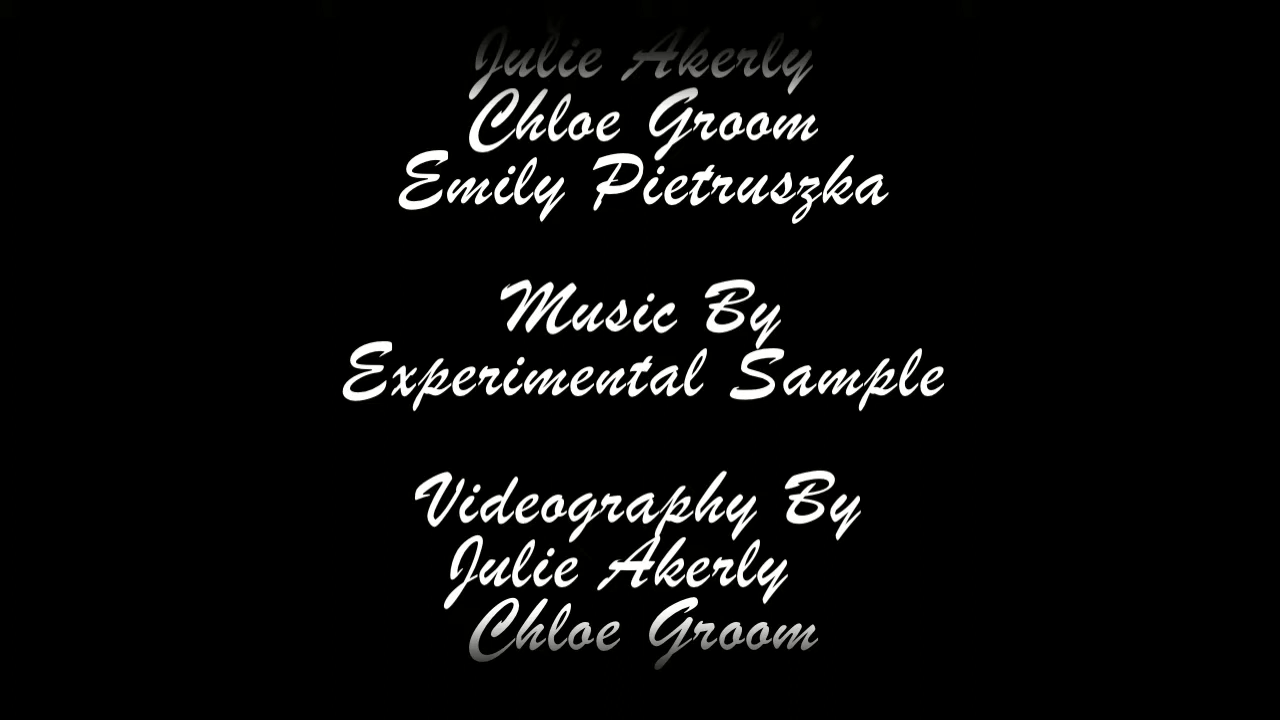 Julie Akerly
Chloe Groom
Emily Pietruszka
Music By
Experimental Sample
Videography By
Julie Akerly
Chloe Groom